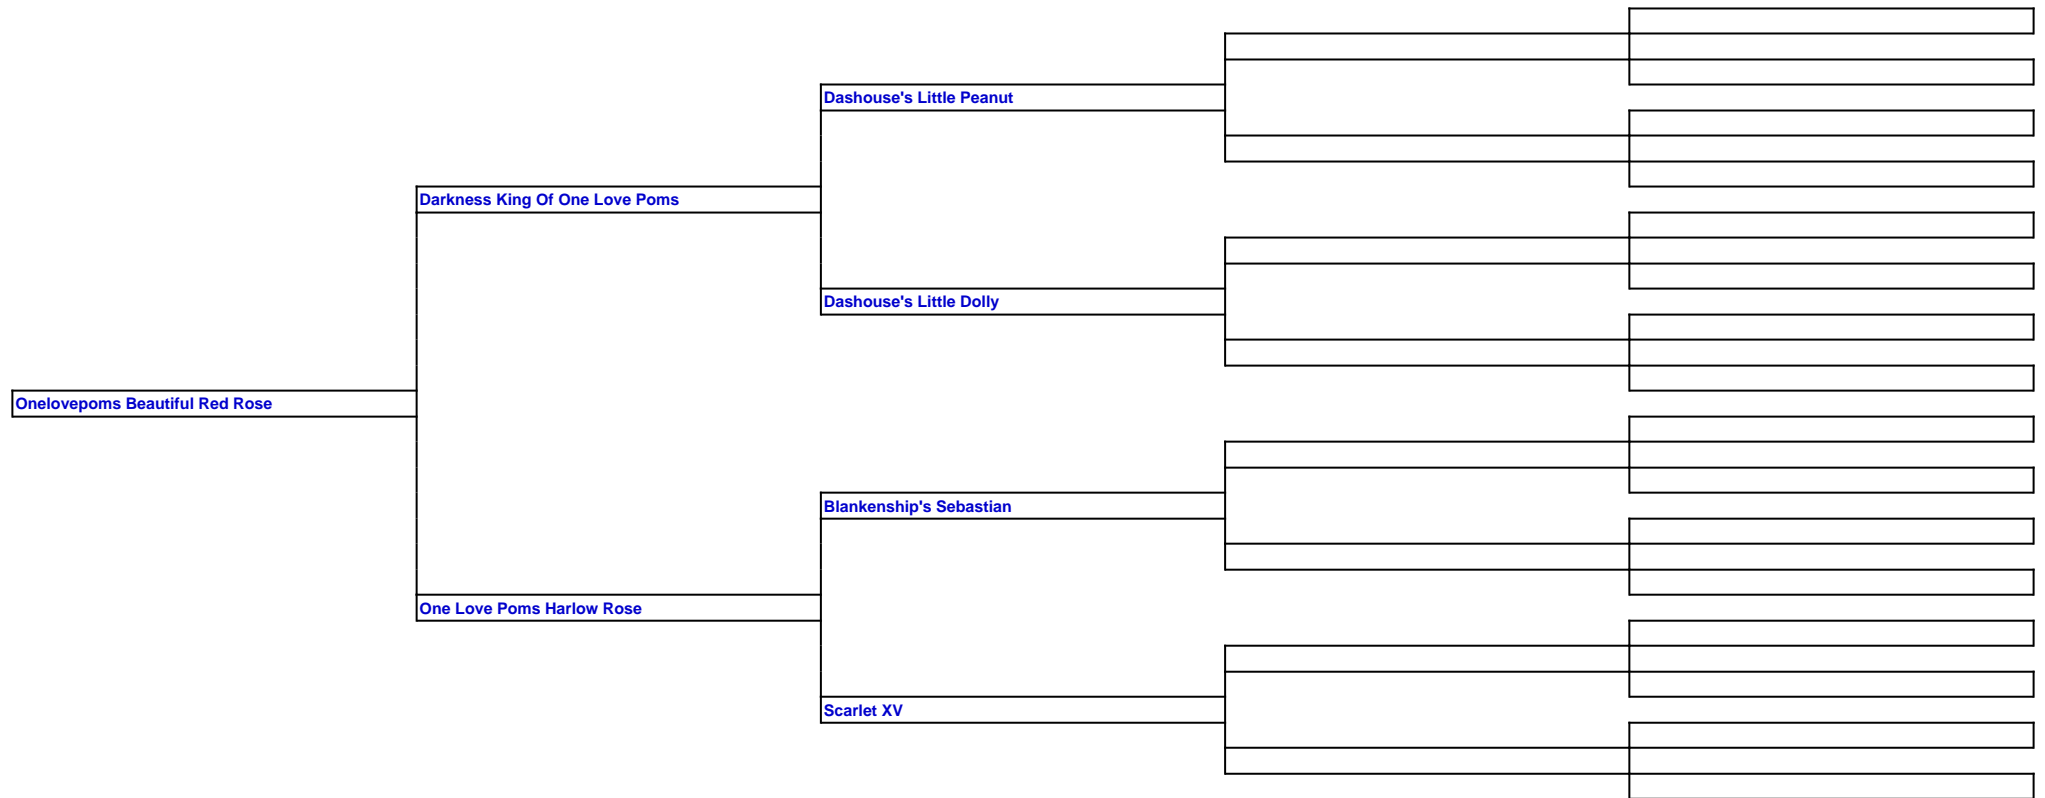 Dashouse's Little Peanut
Darkness King Of One Love Poms
Dashouse's Little Dolly
Onelovepoms Beautiful Red Rose
Blankenship's Sebastian
One Love Poms Harlow Rose
Scarlet XV